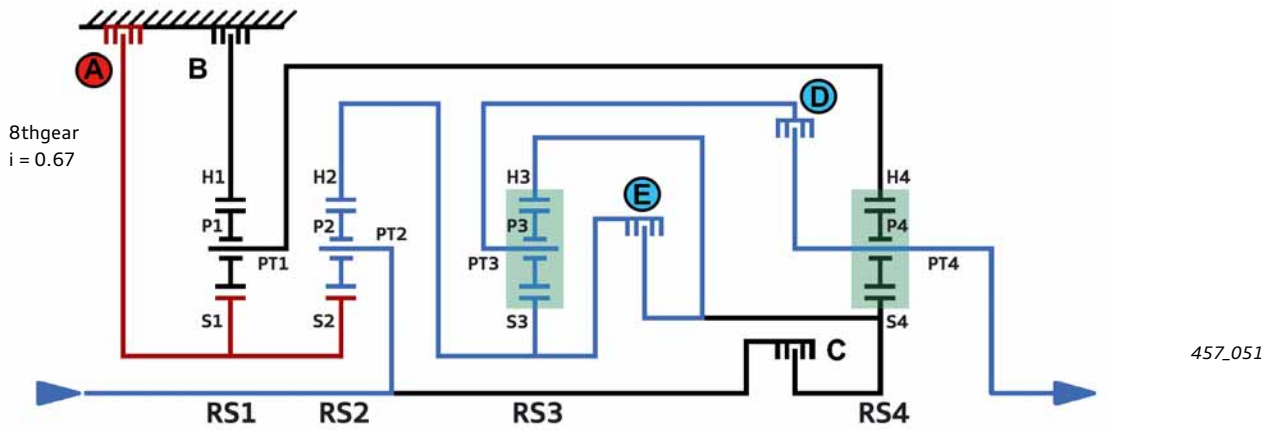 A
B
D
8thgear
i = 0.67
H1
H2
H3
E
H4
P1
P2
PT2
P3
P4
PT1
PT3
PT4
S1
S2
S3
S4
C
457_051
RS1
RS2
RS3
RS4